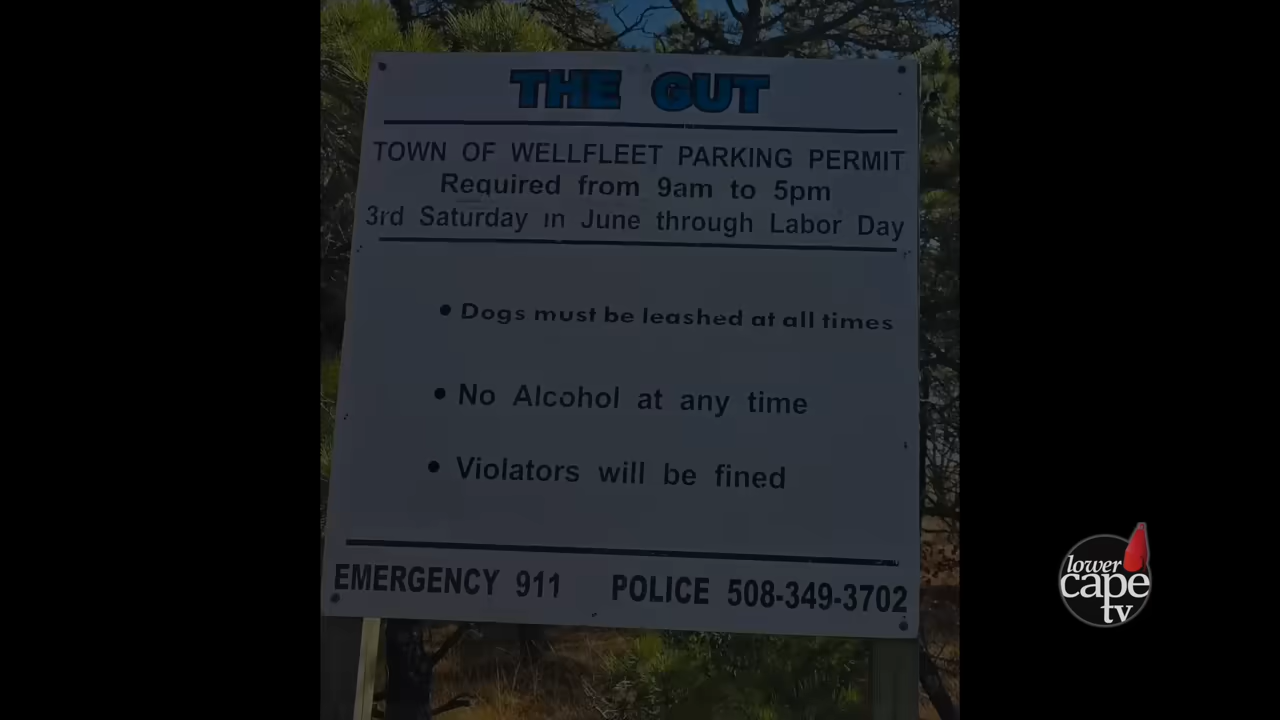 THE GUT
TOWN OF WELLFLEET PARKING PERMIT
Required from 9am to 5pm
3rd Saturday in June through Labor Day
• Dogs must be leashed at all times
• No Alcohol at any time
• Violators will be fined
EMERGENCY 911 POLICE 508-349-3702
lower
cape
tv